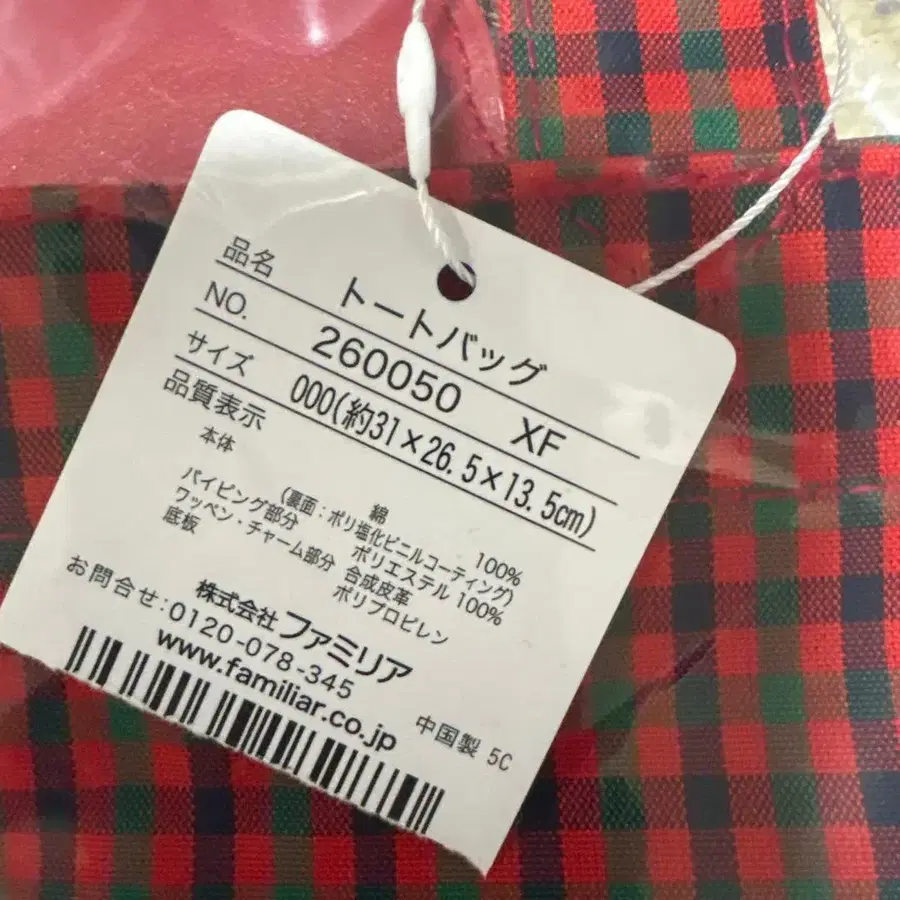 品名 トートバッグ
NO. 260050 XF
サイズ 000(約31×26.5×13.5cm)
品質表示
本体 綿 100%
(裏面：ポリ塩化ビニルコーティング)
パイピング部分 ポリエステル 100%
ワッペン・チャーム部分 合成皮革
底板 ポリプロピレン
株式会社 ファミリア
お問合せ：0120-078-345
www.familiar.co.jp
中国製 5C